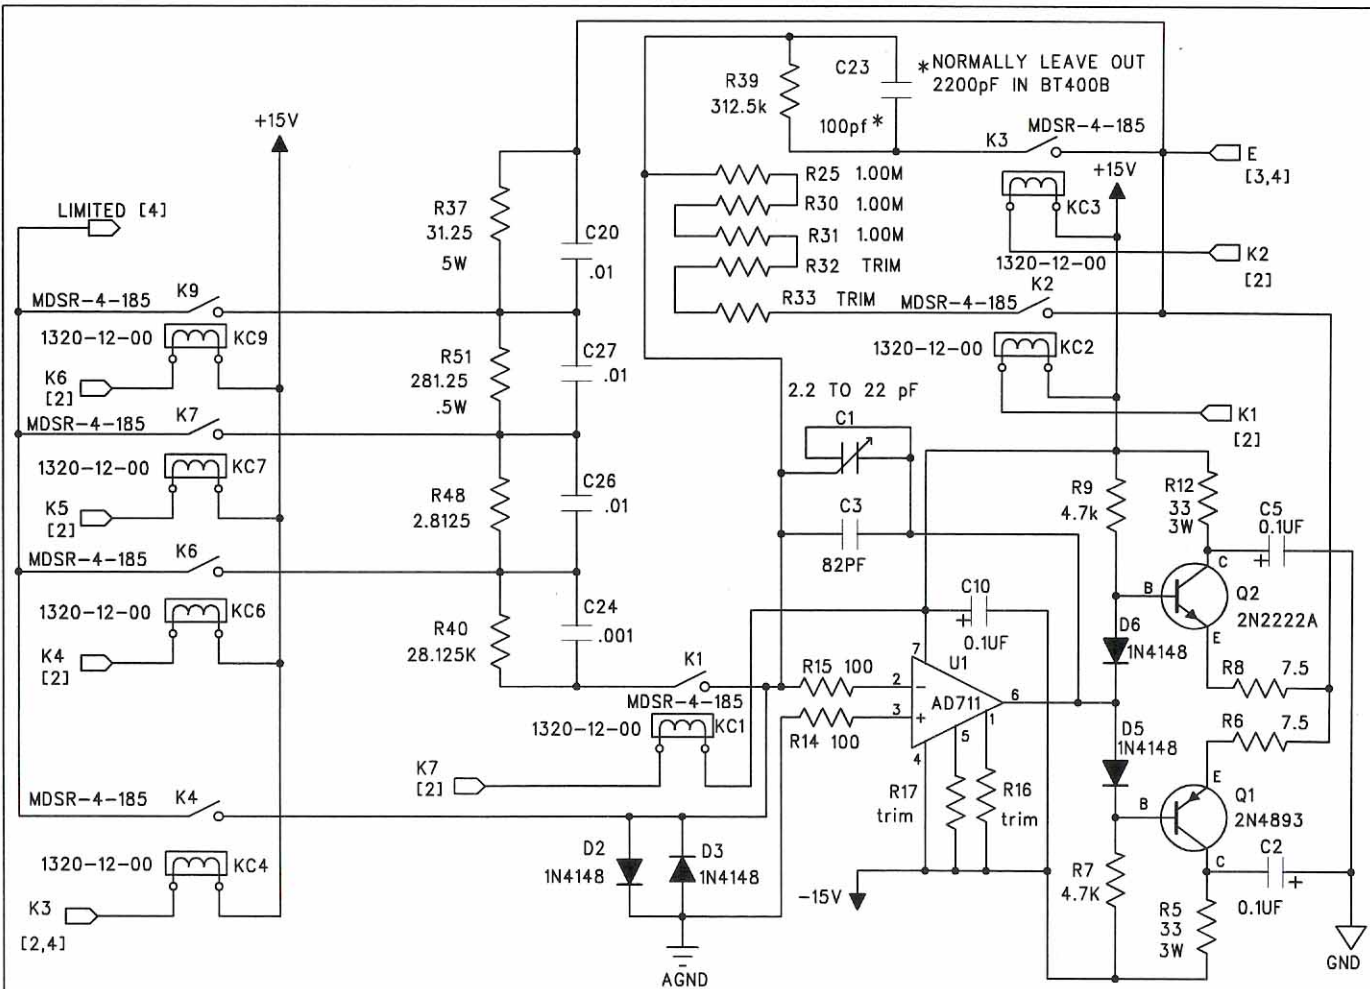 R39
312.5k
C23
100pf *
* NORMALLY LEAVE OUT
2200pF IN BT400B
K3
MDSR-4-185
E
[3,4]
+15V
KC3
1320-12-00
K2
[2]
R25 1.00M
R30 1.00M
R31 1.00M
R32 TRIM
R33 TRIM
MDSR-4-185
K2
1320-12-00
KC2
K1
[2]
+15V
LIMITED [4]
R37
31.25
5W
C20
.01
MDSR-4-185
K9
1320-12-00
KC9
K6
[2]
R51
281.25
.5W
C27
.01
MDSR-4-185
K7
1320-12-00
KC7
K5
[2]
R48
2.8125
C26
.01
MDSR-4-185
K6
1320-12-00
KC6
K4
[2]
R40
28.125K
C24
.001
K1
MDSR-4-185
1320-12-00
KC1
K7
[2]
MDSR-4-185
K4
1320-12-00
KC4
K3
[2,4]
2.2 TO 22 pF
C1
C3
82PF
C10
+
0.1UF
R15 100
R14 100
U1
AD711
7
2
-
3
+
6
1
5
4
R17
trim
R16
trim
-15V
D2
1N4148
D3
1N4148
AGND
R9
4.7k
R12
33
3W
C5
0.1UF
+
B
C
E
Q2
2N2222A
D6
1N4148
R8 7.5
R6 7.5
D5
1N4148
E
B
C
Q1
2N4893
C2
+
0.1UF
R7
4.7K
R5
33
3W
GND